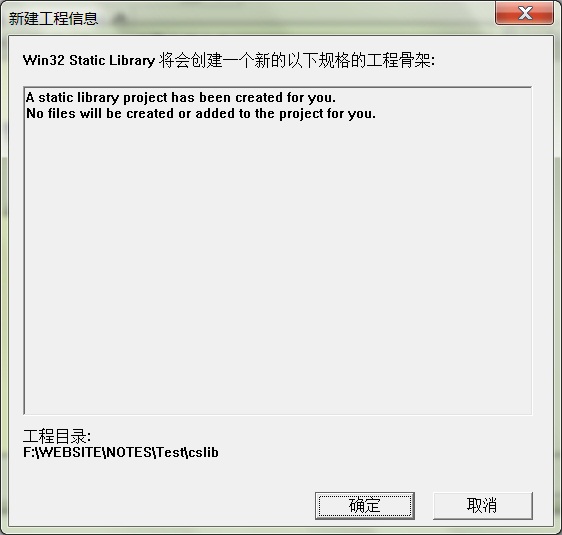 新建工程信息
Win32 Static Library 将会创建一个新的以下规格的工程骨架:
A static library project has been created for you.
No files will be created or added to the project for you.
工程目录:
F:\WEBSITE\NOTES\Test\cslib
确定
取消